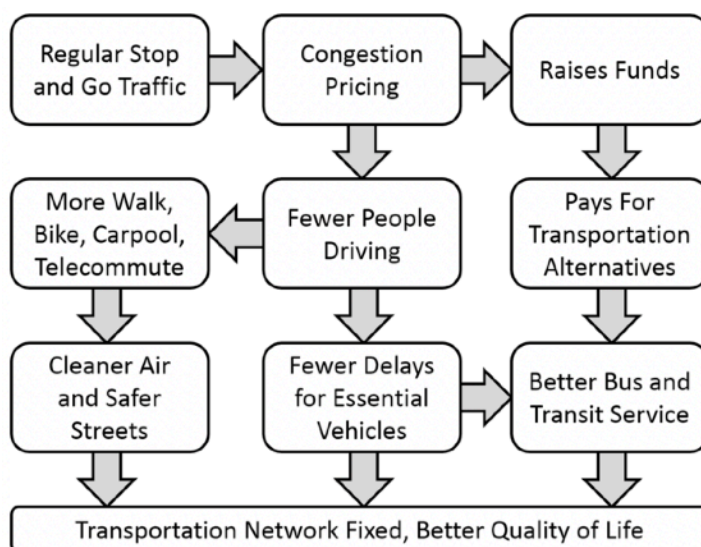 Regular Stop
and Go Traffic
Congestion
Pricing
Raises Funds
More Walk,
Bike, Carpool,
Telecommute
Fewer People
Driving
Pays For
Transportation
Alternatives
Cleaner Air
and Safer
Streets
Fewer Delays
for Essential
Vehicles
Better Bus and
Transit Service
Transportation Network Fixed, Better Quality of Life